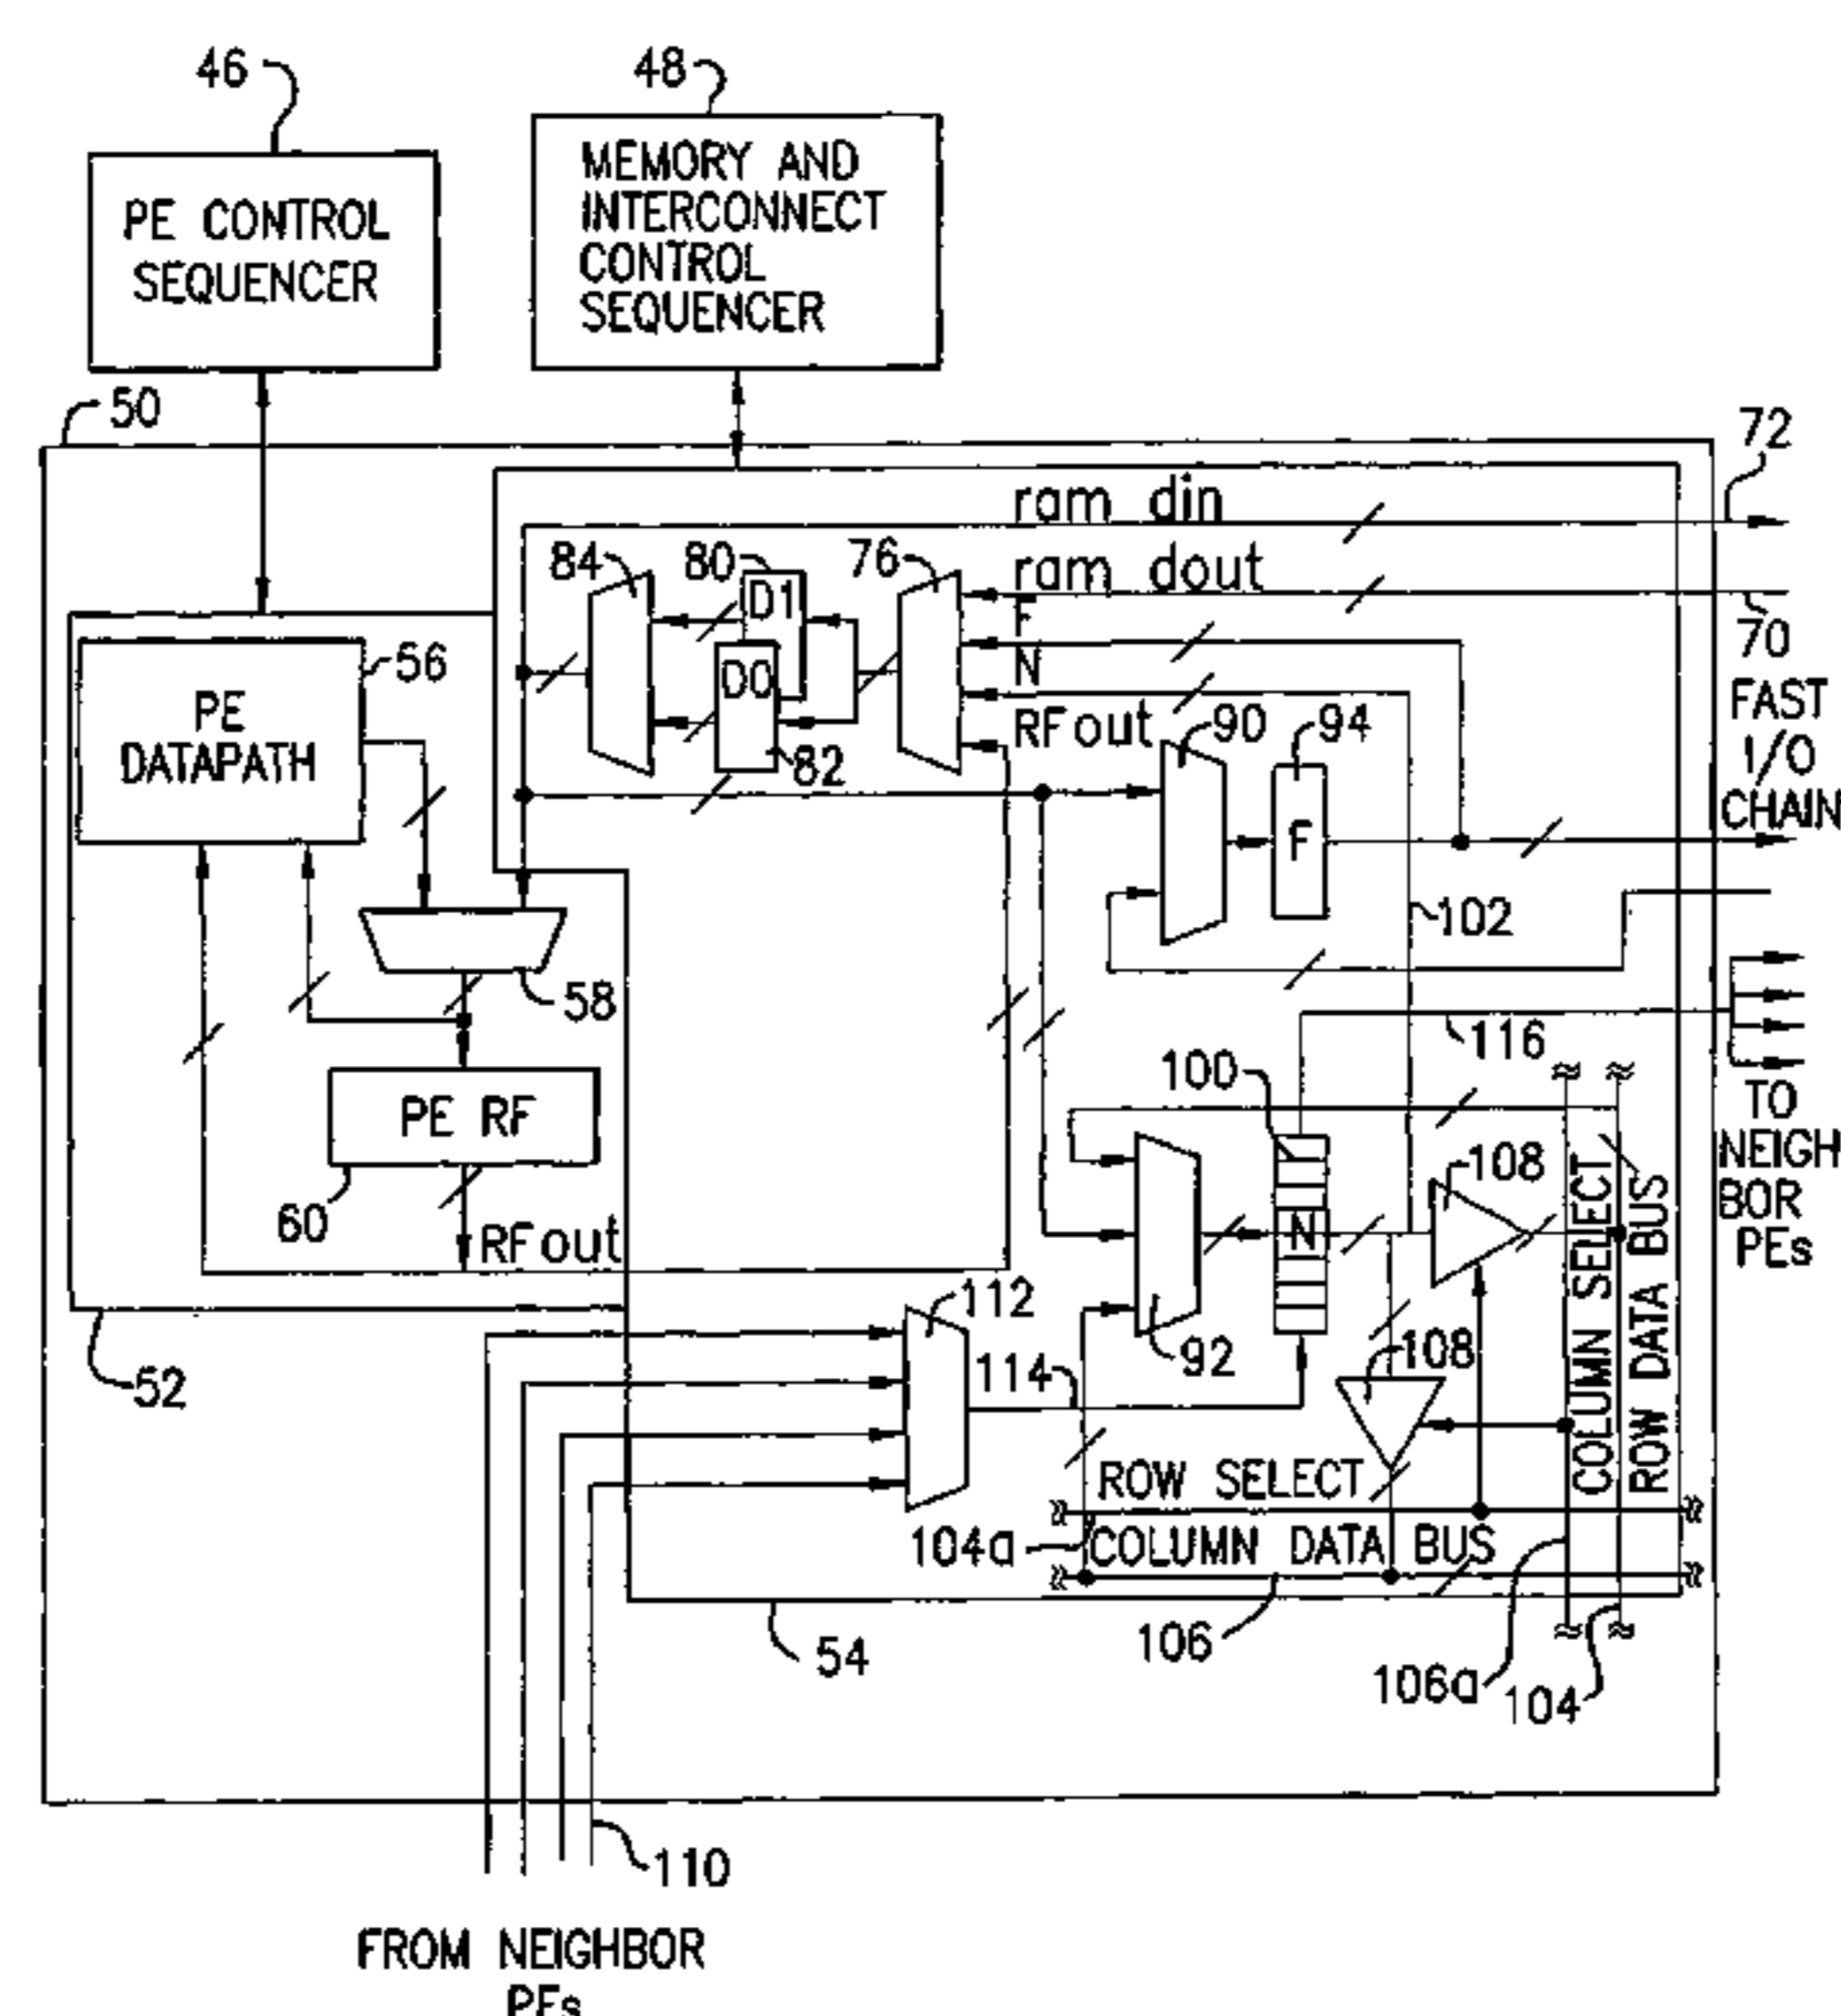 46
48
PE CONTROL
SEQUENCER
MEMORY AND
INTERCONNECT
CONTROL
SEQUENCER
50
72
ram din
84
80
76
ram dout
D1
F
70
56
D0
N
PE
DATAPATH
RFout
90
94
82
FAST
I/O
CHAIN
F
102
58
116
100
PE RF
TO
NEIGH
BOR
PEs
108
60
RFout
N
COLUMN SELECT
ROW DATA BUS
112
92
108
52
114
ROW SELECT
104a
COLUMN DATA BUS
54
106
106a
104
110
FROM NEIGHBOR
PEs